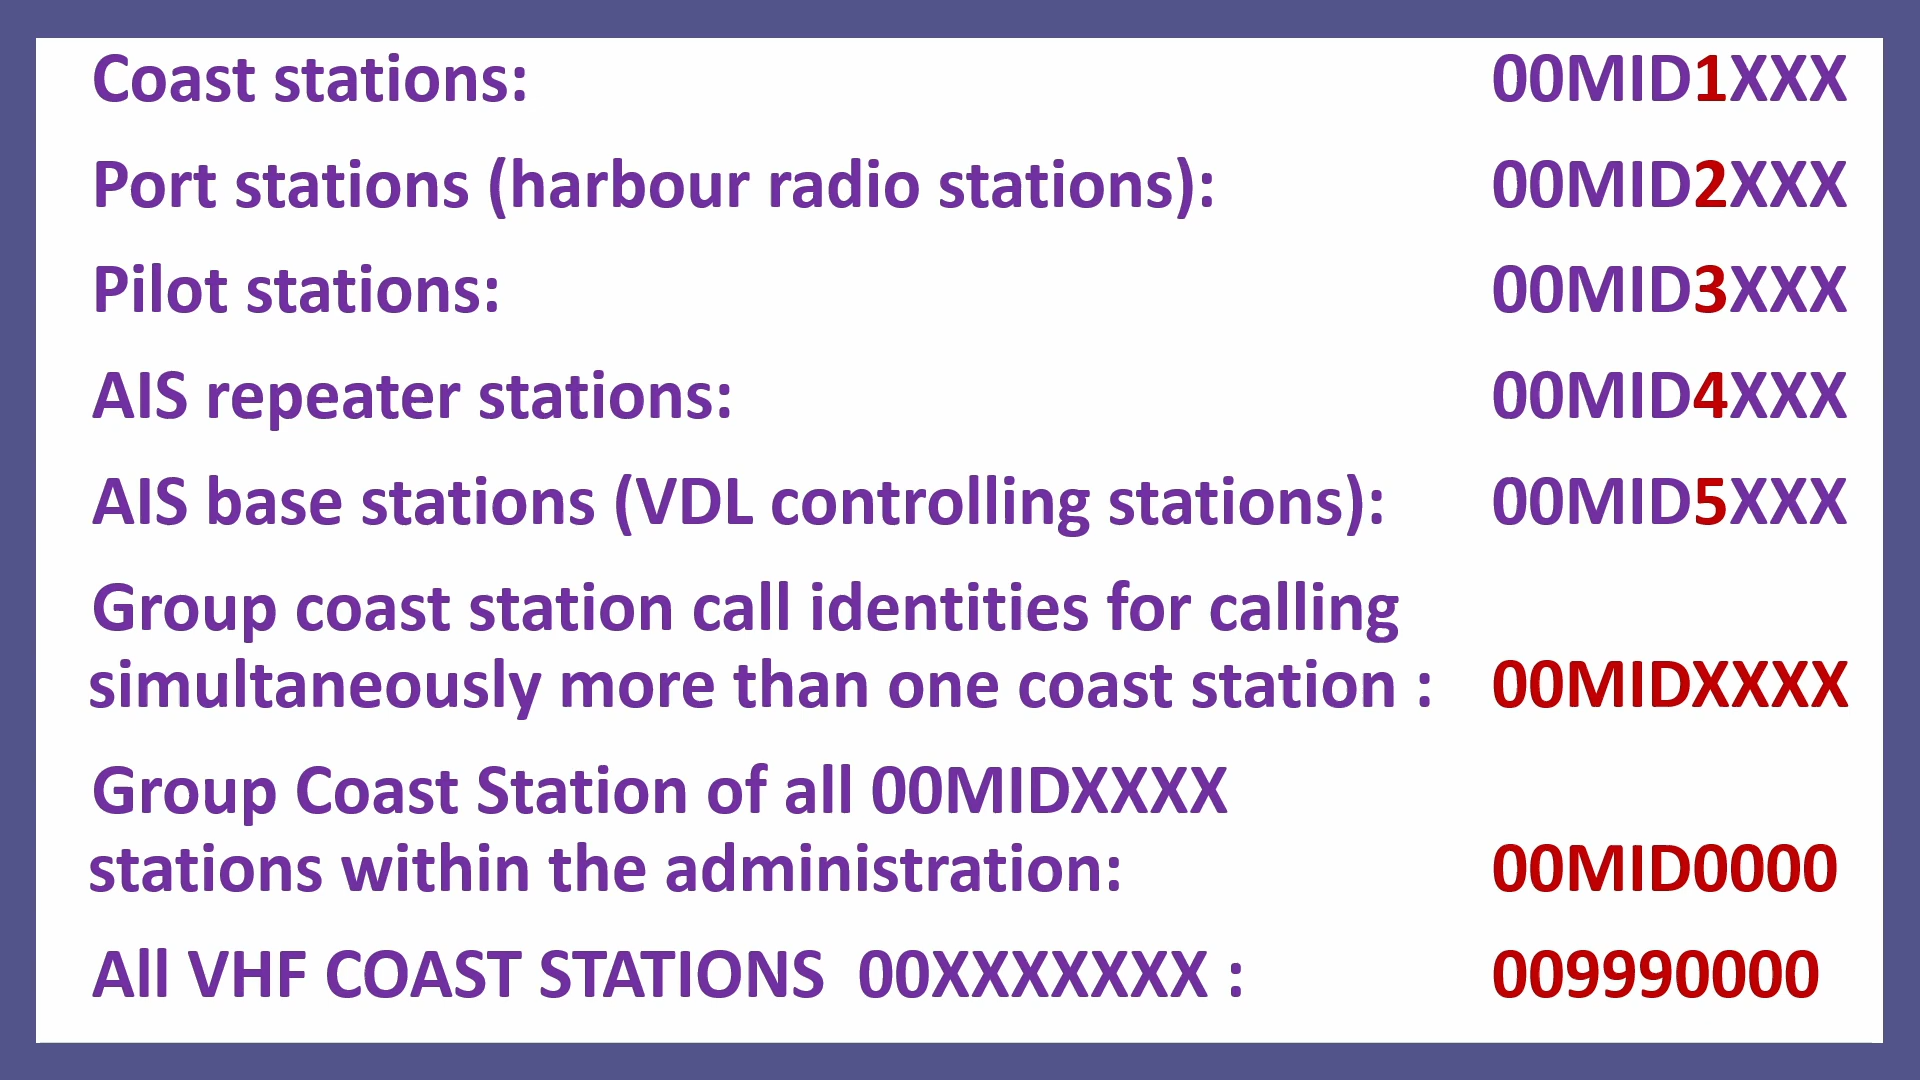 Coast stations: 00MID1XXX
Port stations (harbour radio stations): 00MID2XXX
Pilot stations: 00MID3XXX
AIS repeater stations: 00MID4XXX
AIS base stations (VDL controlling stations): 00MID5XXX
Group coast station call identities for calling
simultaneously more than one coast station : 00MIDXXXX
Group Coast Station of all 00MIDXXXX
stations within the administration: 00MID0000
All VHF COAST STATIONS  00XXXXXXX : 009990000